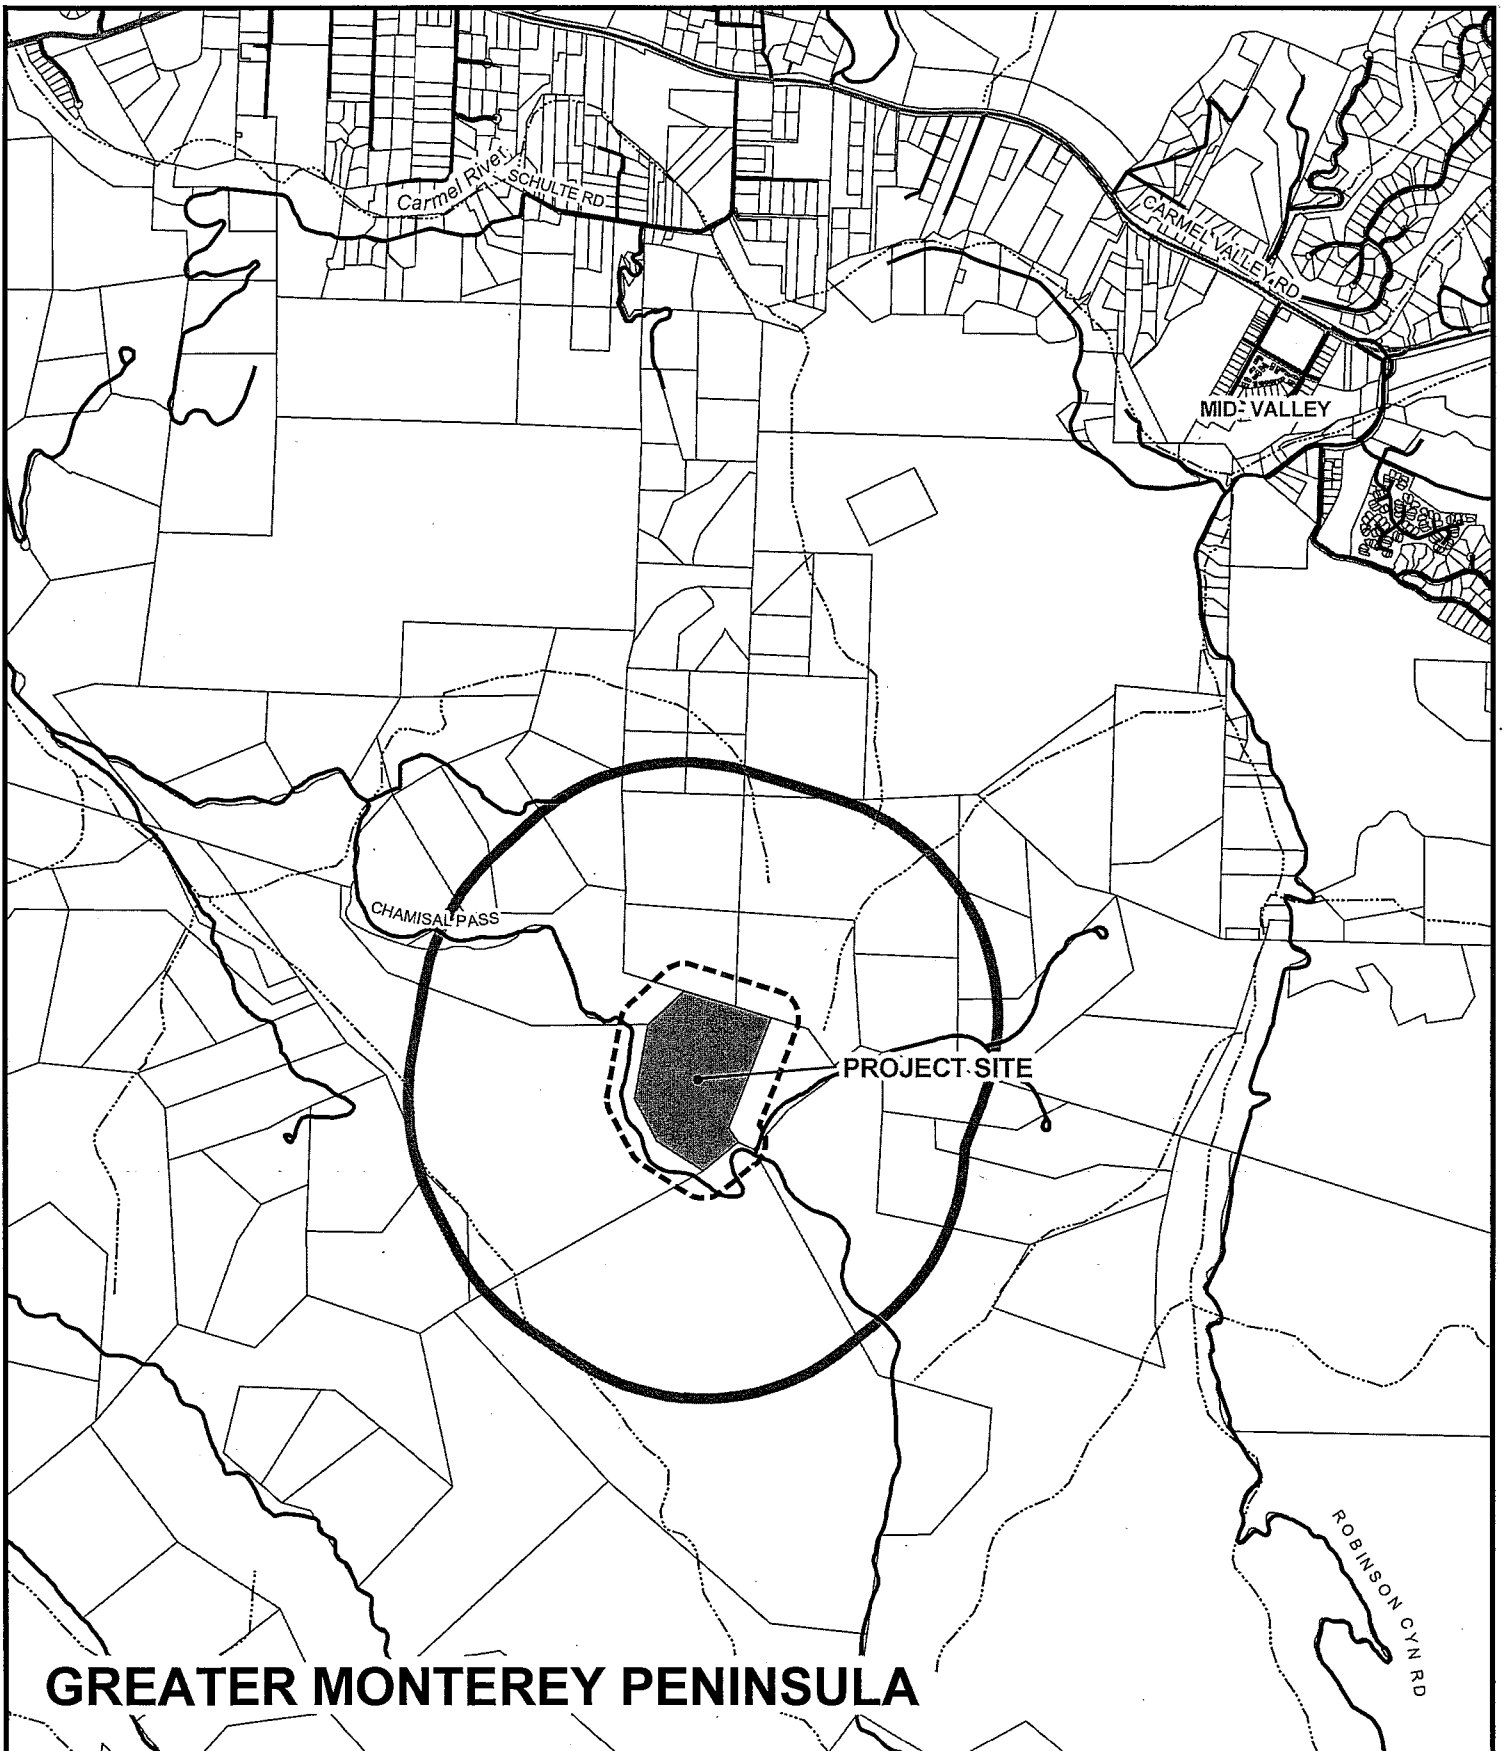 Carmel River
SCHULTE RD
CARMEL VALLEY RD
MID-VALLEY
CHAMISAL PASS
PROJECT SITE
ROBINSON CYN RD
GREATER MONTEREY PENINSULA